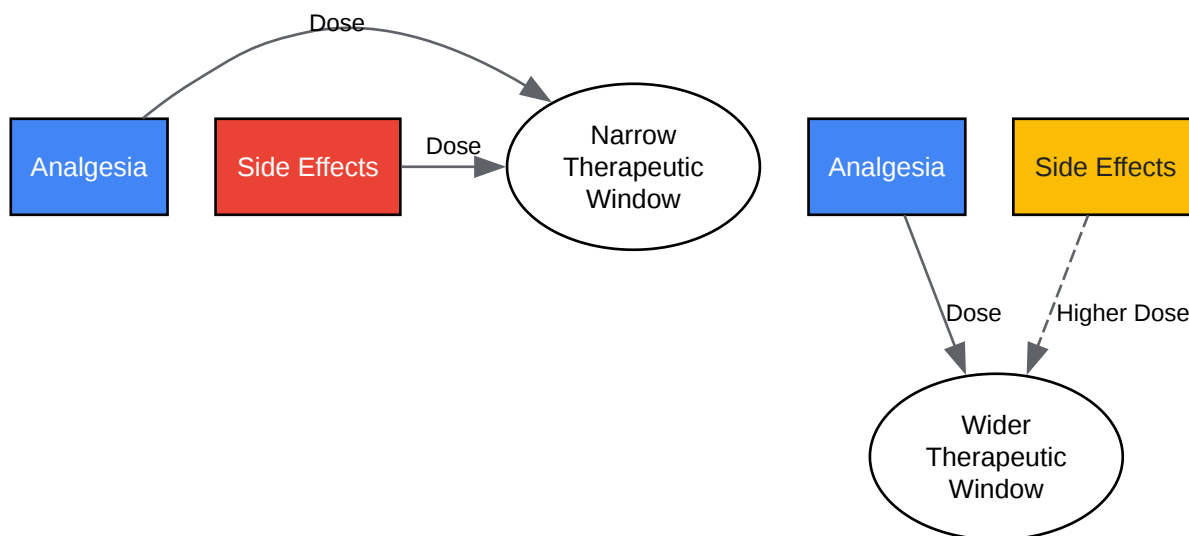 Dose
Analgesia
Side Effects
Dose
Narrow
Therapeutic
Window
Analgesia
Side Effects
Dose
Higher Dose
Wider
Therapeutic
Window